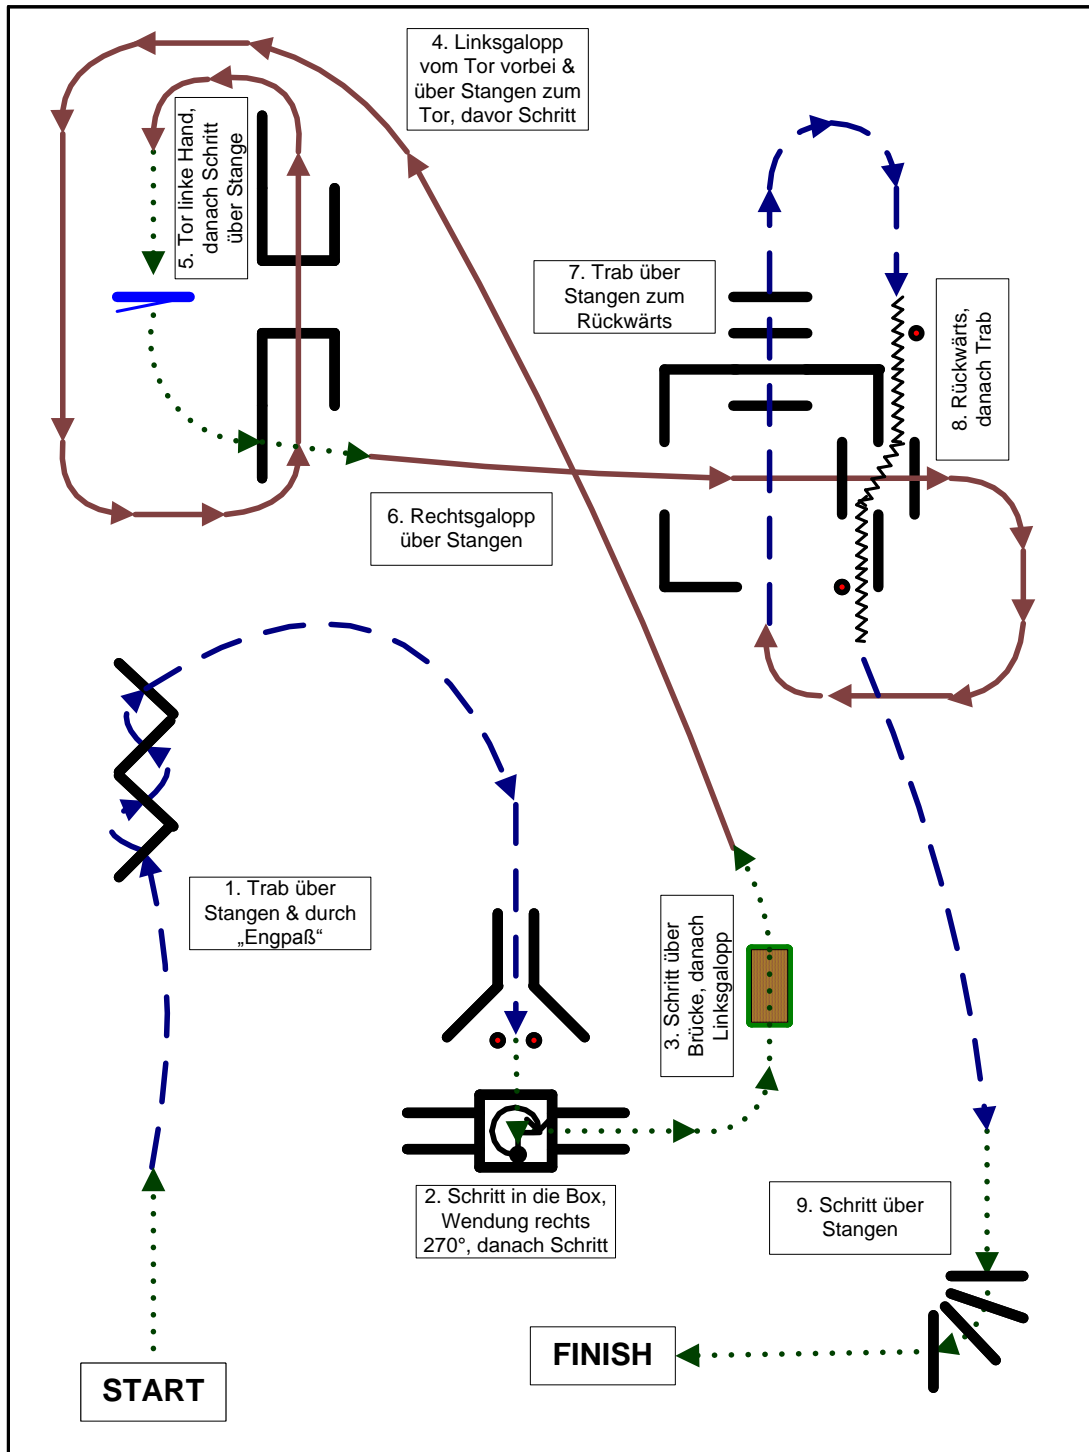 4. Linksgalopp
vom Tor vorbei &
über Stangen zum
Tor, davor Schritt
5. Tor linke Hand,
danach Schritt
über Stange
7. Trab über
Stangen zum
Rückwärts
8. Rückwärts,
danach Trab
6. Rechtsgalopp
über Stangen
1. Trab über
Stangen & durch
„Engpaß“
3. Schritt über
Brücke, danach
Linksgalopp
2. Schritt in die Box,
Wendung rechts
270°, danach Schritt
9. Schritt über
Stangen
FINISH
START